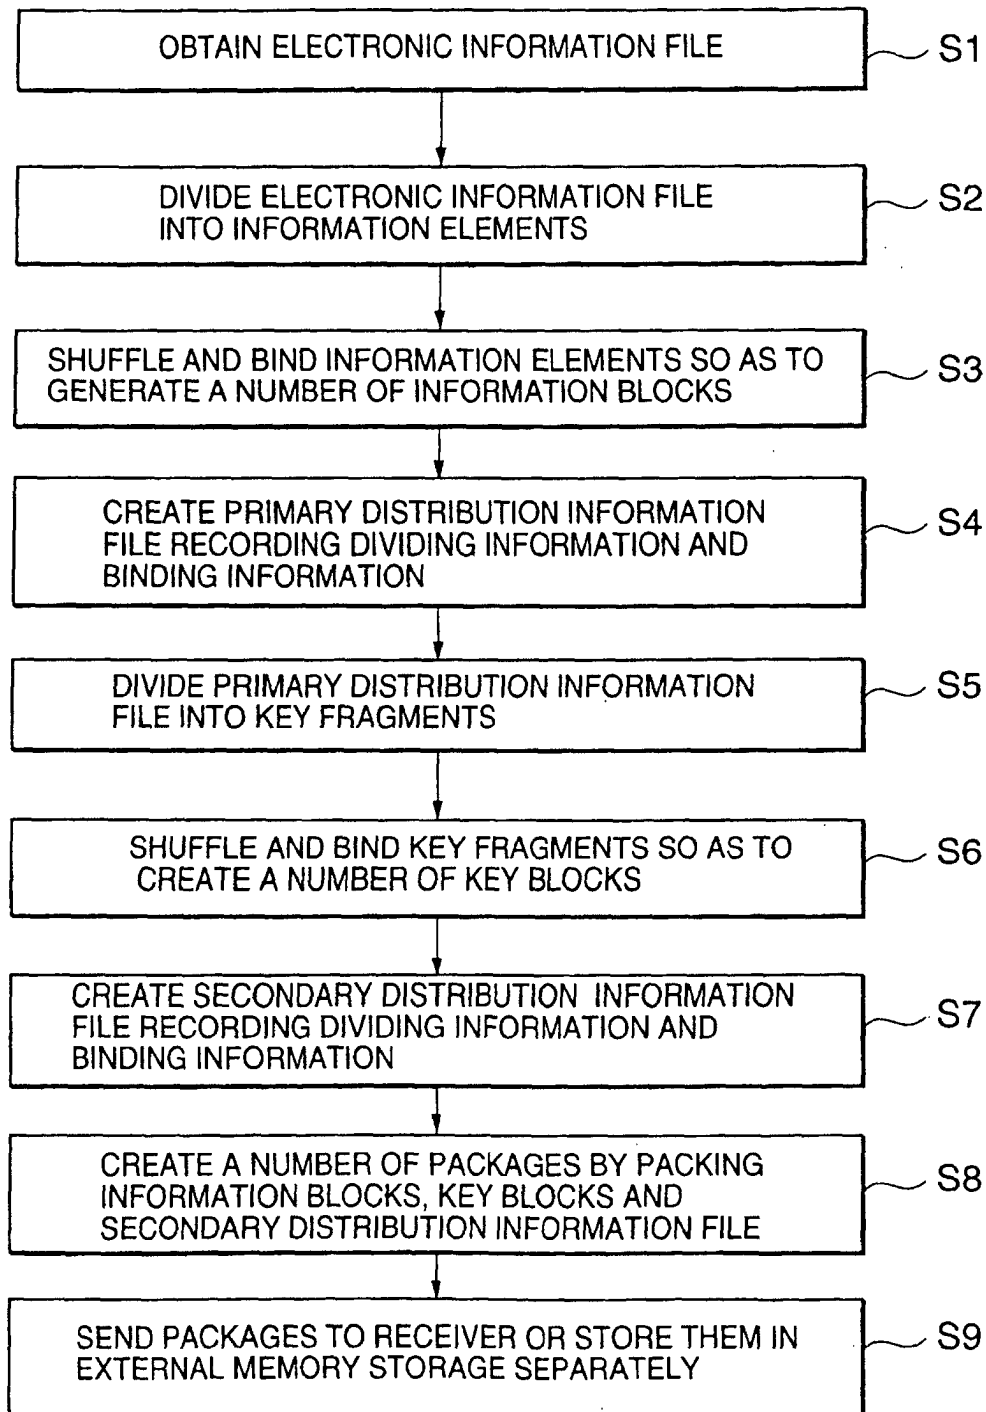 OBTAIN ELECTRONIC INFORMATION FILE
S1
DIVIDE ELECTRONIC INFORMATION FILE
INTO INFORMATION ELEMENTS
S2
SHUFFLE AND BIND INFORMATION ELEMENTS SO AS TO
GENERATE A NUMBER OF INFORMATION BLOCKS
S3
CREATE PRIMARY DISTRIBUTION INFORMATION
FILE RECORDING DIVIDING INFORMATION AND
BINDING INFORMATION
S4
DIVIDE PRIMARY DISTRIBUTION INFORMATION
FILE INTO KEY FRAGMENTS
S5
SHUFFLE AND BIND KEY FRAGMENTS SO AS TO
CREATE A NUMBER OF KEY BLOCKS
S6
CREATE SECONDARY DISTRIBUTION INFORMATION
FILE RECORDING DIVIDING INFORMATION AND
BINDING INFORMATION
S7
CREATE A NUMBER OF PACKAGES BY PACKING
INFORMATION BLOCKS, KEY BLOCKS AND
SECONDARY DISTRIBUTION INFORMATION FILE
S8
SEND PACKAGES TO RECEIVER OR STORE THEM IN
EXTERNAL MEMORY STORAGE SEPARATELY
S9